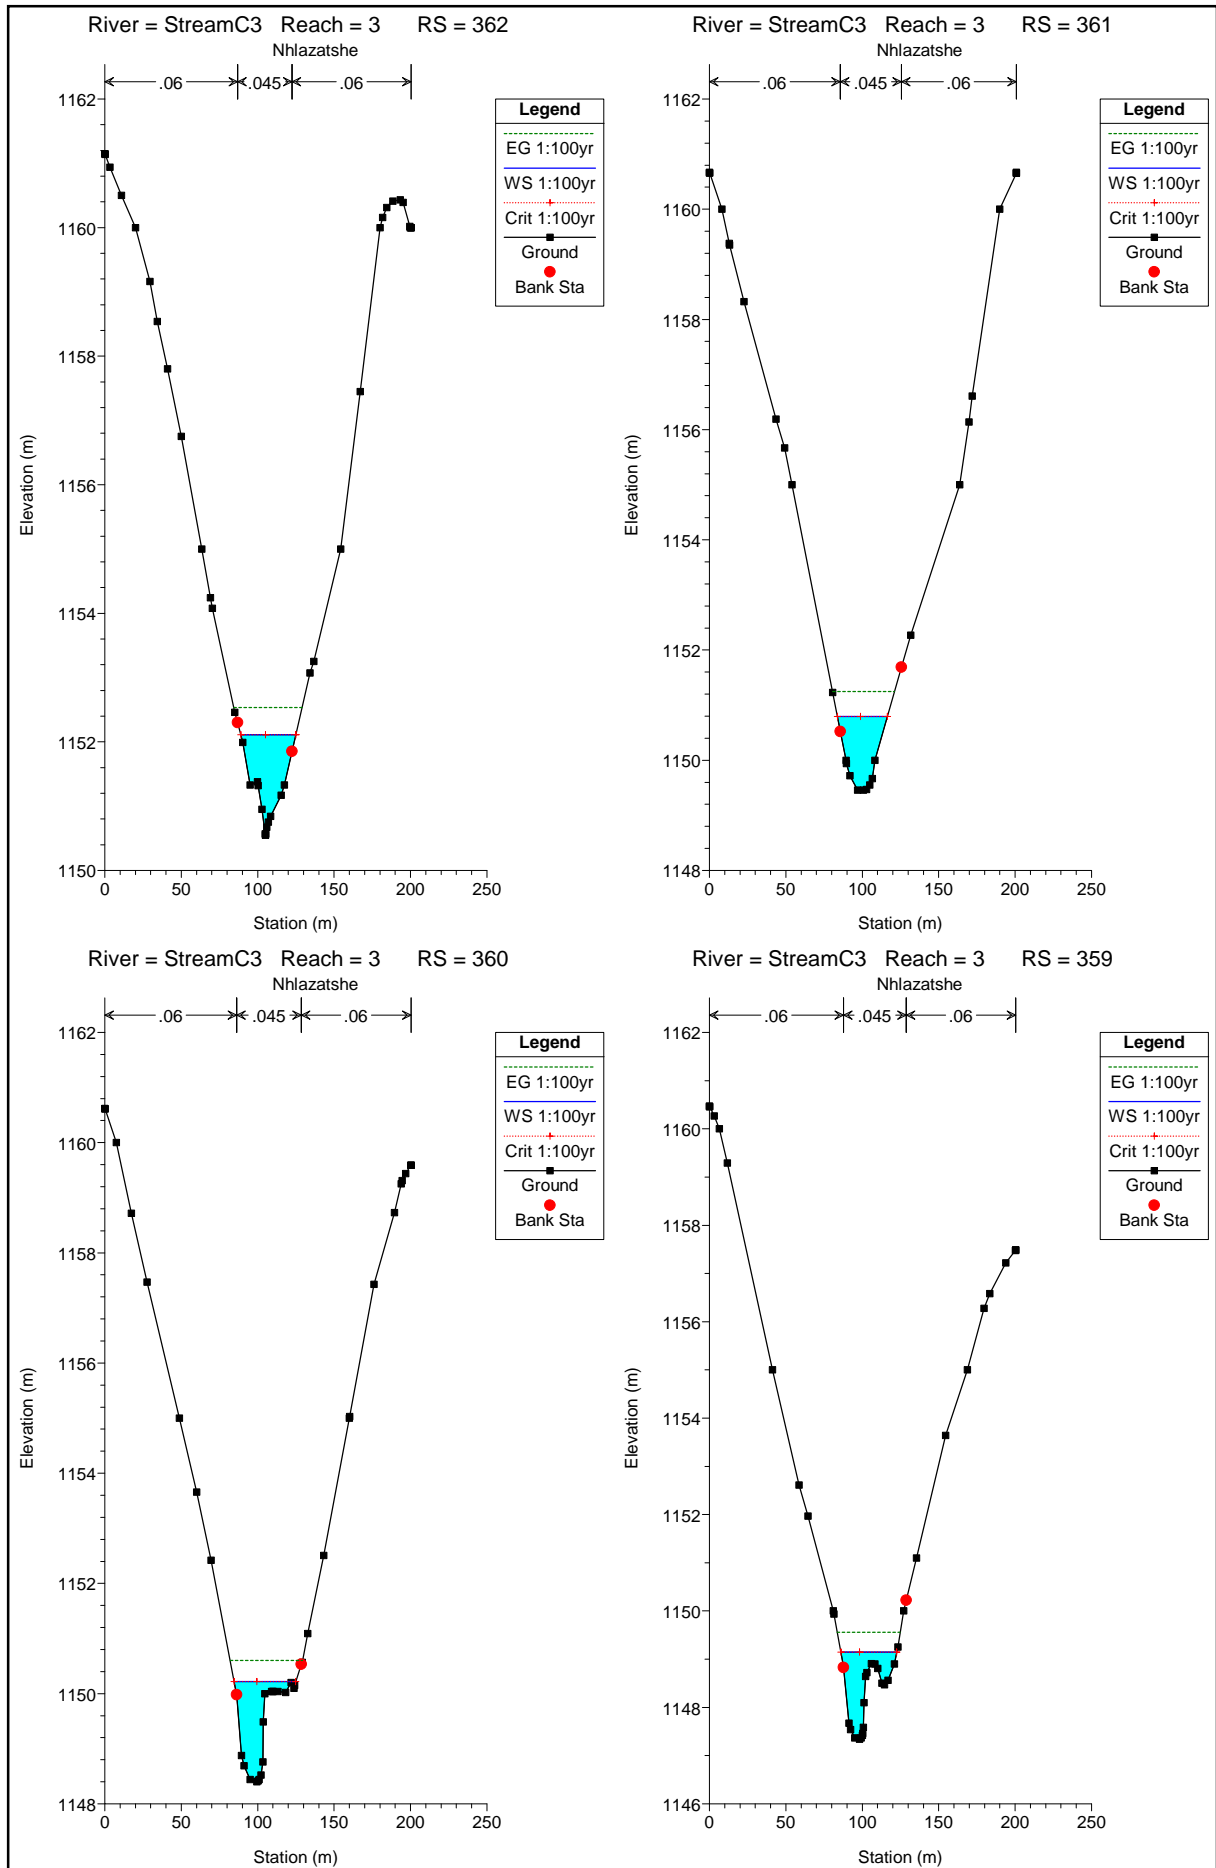 River = StreamC3 Reach = 3 RS = 362
Nhlazatshe
.06 .045 .06
Legend
EG 1:100yr
WS 1:100yr
Crit 1:100yr
Ground
Bank Sta
1162
1160
1158
1156
1154
1152
1150
Elevation (m)
0 50 100 150 200 250
Station (m)
River = StreamC3 Reach = 3 RS = 361
Nhlazatshe
.06 .045 .06
Legend
EG 1:100yr
WS 1:100yr
Crit 1:100yr
Ground
Bank Sta
1162
1160
1158
1156
1154
1152
1150
1148
Elevation (m)
0 50 100 150 200 250
Station (m)
River = StreamC3 Reach = 3 RS = 360
Nhlazatshe
.06 .045 .06
Legend
EG 1:100yr
WS 1:100yr
Crit 1:100yr
Ground
Bank Sta
1162
1160
1158
1156
1154
1152
1150
1148
Elevation (m)
0 50 100 150 200 250
Station (m)
River = StreamC3 Reach = 3 RS = 359
Nhlazatshe
.06 .045 .06
Legend
EG 1:100yr
WS 1:100yr
Crit 1:100yr
Ground
Bank Sta
1162
1160
1158
1156
1154
1152
1150
1148
1146
Elevation (m)
0 50 100 150 200 250
Station (m)